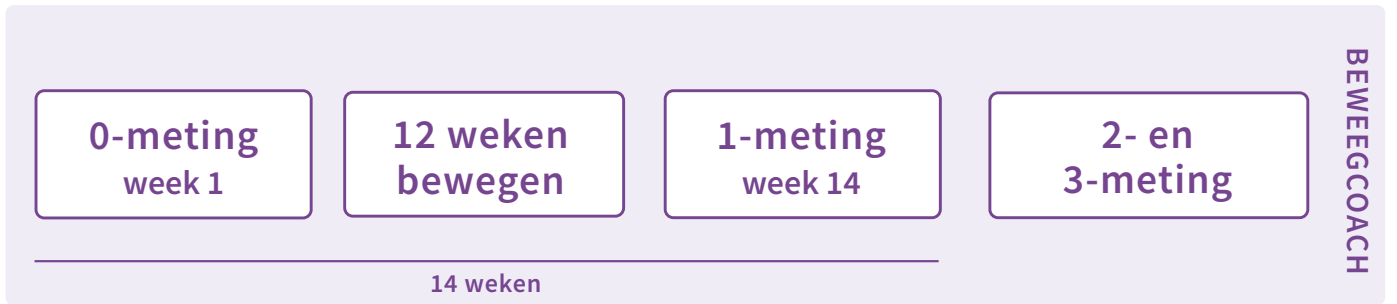 0-meting
week 1
12 weken
bewegen
1-meting
week 14
2- en
3-meting
14 weken
BEWEEGCOACH